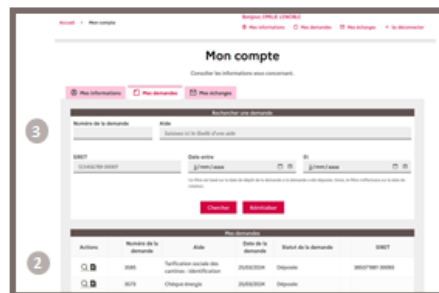 Bonjour, EMILIE LENOBLE
Accueil > Mon compte
Mes informations Mes demandes Mes échanges Se déconnecter
Mon compte
Consulter les informations vous concernant.
Mes informations Mes demandes Mes échanges
Rechercher une demande
3
Numéro de la demande Aide
Saisissez ici le libellé d'une aide
SIRET Date entre Et
jj/mm/aaaa jj/mm/aaaa
Chercher Réinitialiser
Mes demandes
Actions Numéro de la demande Aide Date de la demande Statut de la demande SIRET
2
3085 Tarification sociale des cantines - identification 25/03/2024 Déposée
3573 Chèque énergie 25/03/2024 Déposée